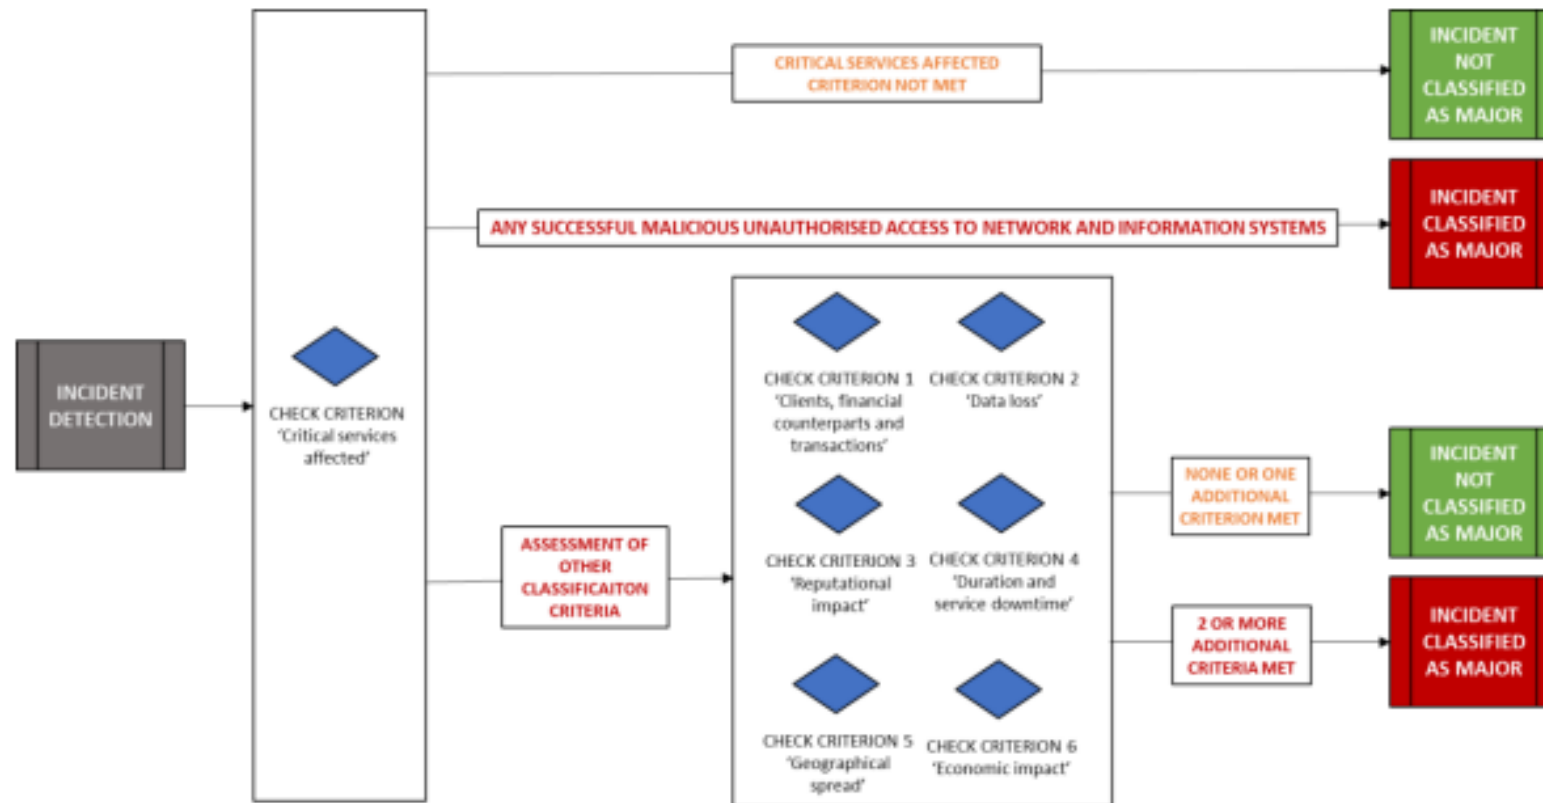 INCIDENT
DETECTION
CHECK CRITERION
'Critical services
affected'
CRITICAL SERVICES AFFECTED
CRITERION NOT MET
INCIDENT
NOT
CLASSIFIED
AS MAJOR
ANY SUCCESSFUL MALICIOUS UNAUTHORISED ACCESS TO NETWORK AND INFORMATION SYSTEMS
INCIDENT
CLASSIFIED
AS MAJOR
ASSESSMENT OF
OTHER
CLASSIFICAITON
CRITERIA
CHECK CRITERION 1
'Clients, financial
counterparts and
transactions'
CHECK CRITERION 2
'Data loss'
CHECK CRITERION 3
'Reputational
impact'
CHECK CRITERION 4
'Duration and
service downtime'
CHECK CRITERION 5
'Geographical
spread'
CHECK CRITERION 6
'Economic impact'
NONE OR ONE
ADDITIONAL
CRITERION MET
INCIDENT
NOT
CLASSIFIED
AS MAJOR
2 OR MORE
ADDITIONAL
CRITERIA MET
INCIDENT
CLASSIFIED
AS MAJOR